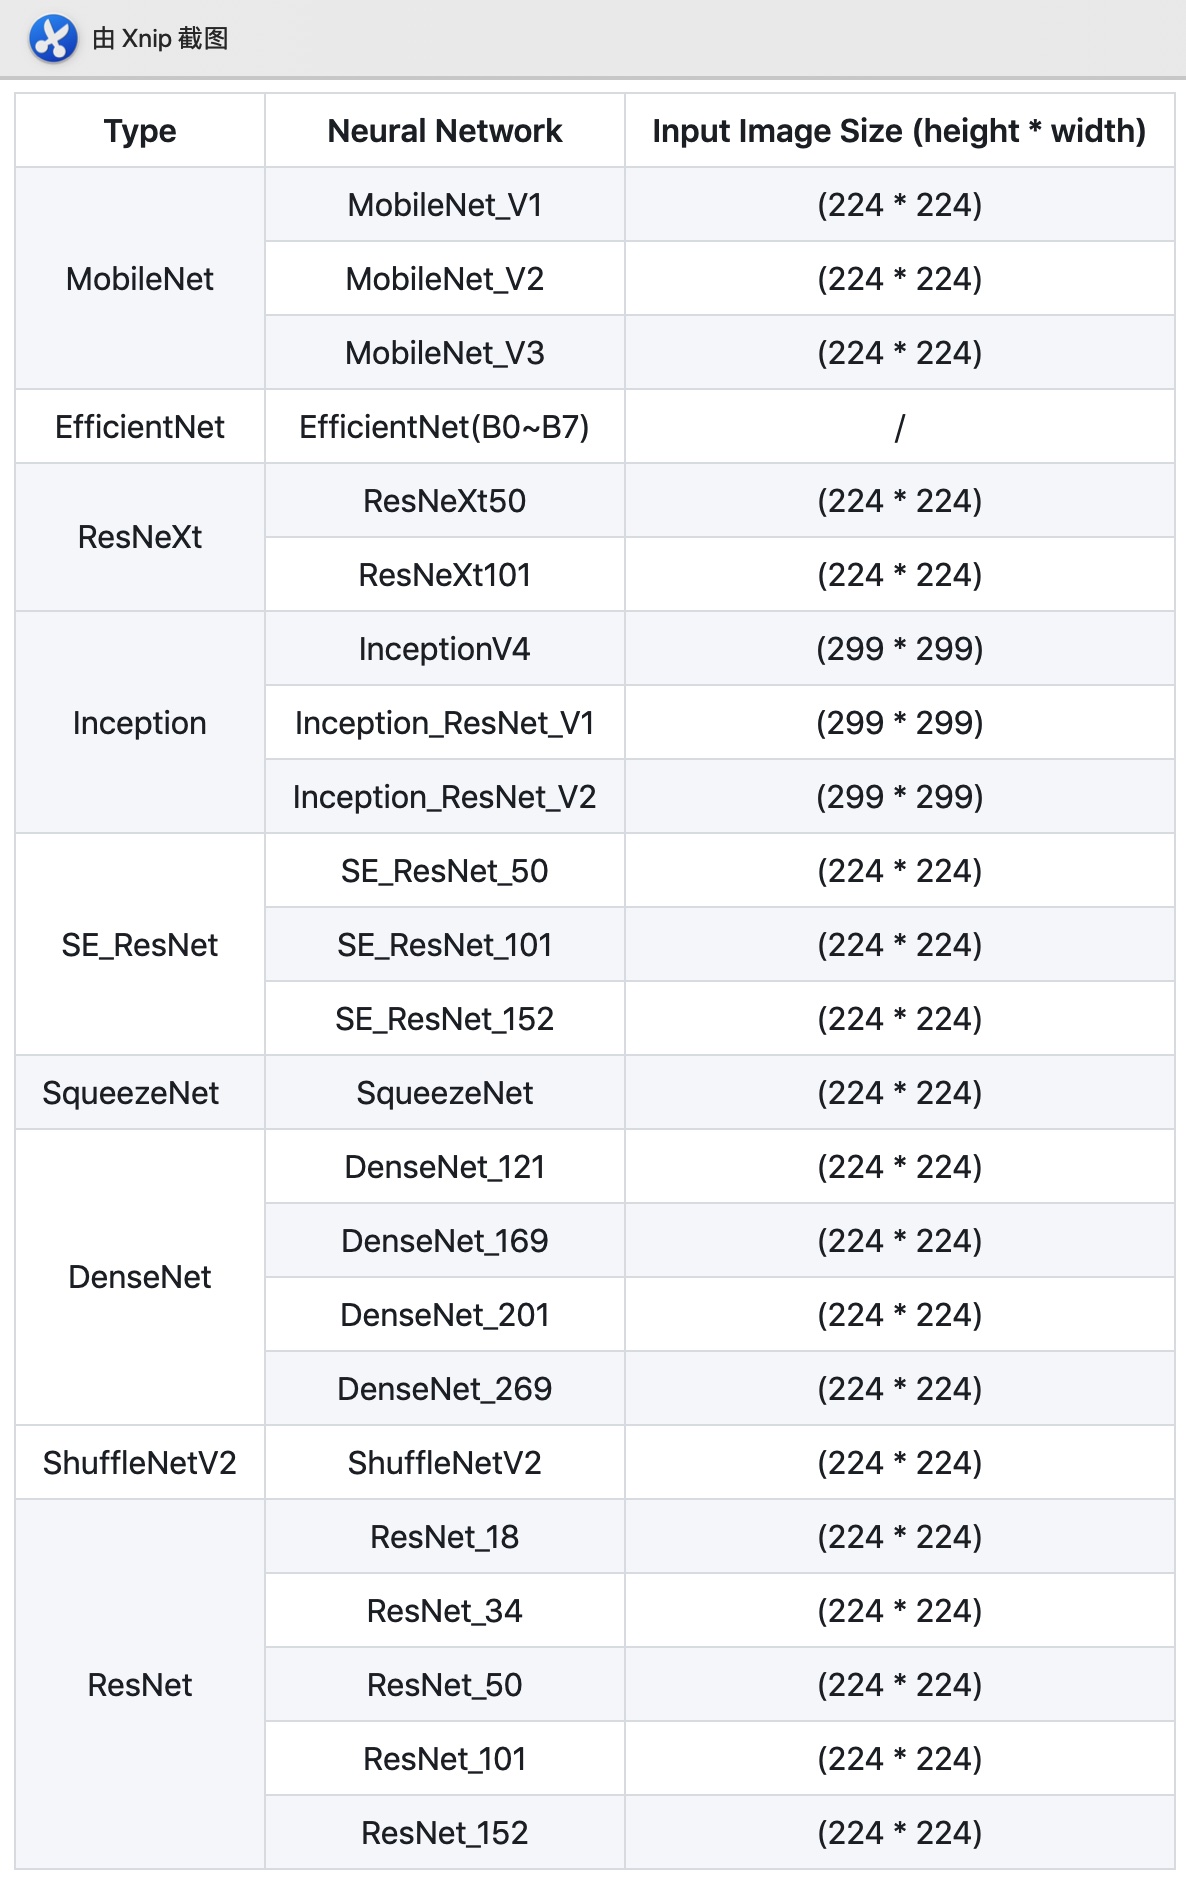 由 Xnip 截图
Type Neural Network Input Image Size (height * width)
MobileNet MobileNet_V1 (224 * 224)
MobileNet_V2 (224 * 224)
MobileNet_V3 (224 * 224)
EfficientNet EfficientNet(B0~B7) /
ResNeXt ResNeXt50 (224 * 224)
ResNeXt101 (224 * 224)
Inception InceptionV4 (299 * 299)
Inception_ResNet_V1 (299 * 299)
Inception_ResNet_V2 (299 * 299)
SE_ResNet SE_ResNet_50 (224 * 224)
SE_ResNet_101 (224 * 224)
SE_ResNet_152 (224 * 224)
SqueezeNet SqueezeNet (224 * 224)
DenseNet DenseNet_121 (224 * 224)
DenseNet_169 (224 * 224)
DenseNet_201 (224 * 224)
DenseNet_269 (224 * 224)
ShuffleNetV2 ShuffleNetV2 (224 * 224)
ResNet ResNet_18 (224 * 224)
ResNet_34 (224 * 224)
ResNet_50 (224 * 224)
ResNet_101 (224 * 224)
ResNet_152 (224 * 224)